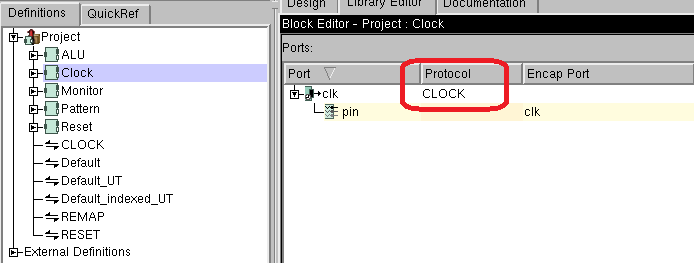 Definitions QuickRef
Project
ALU
Clock
Monitor
Pattern
Reset
CLOCK
Default
Default_UT
Default_indexed_UT
REMAP
RESET
External Definitions
Design Library Editor Documentation
Block Editor - Project : Clock
Ports:
Port Protocol Encap Port
clk CLOCK
pin clk